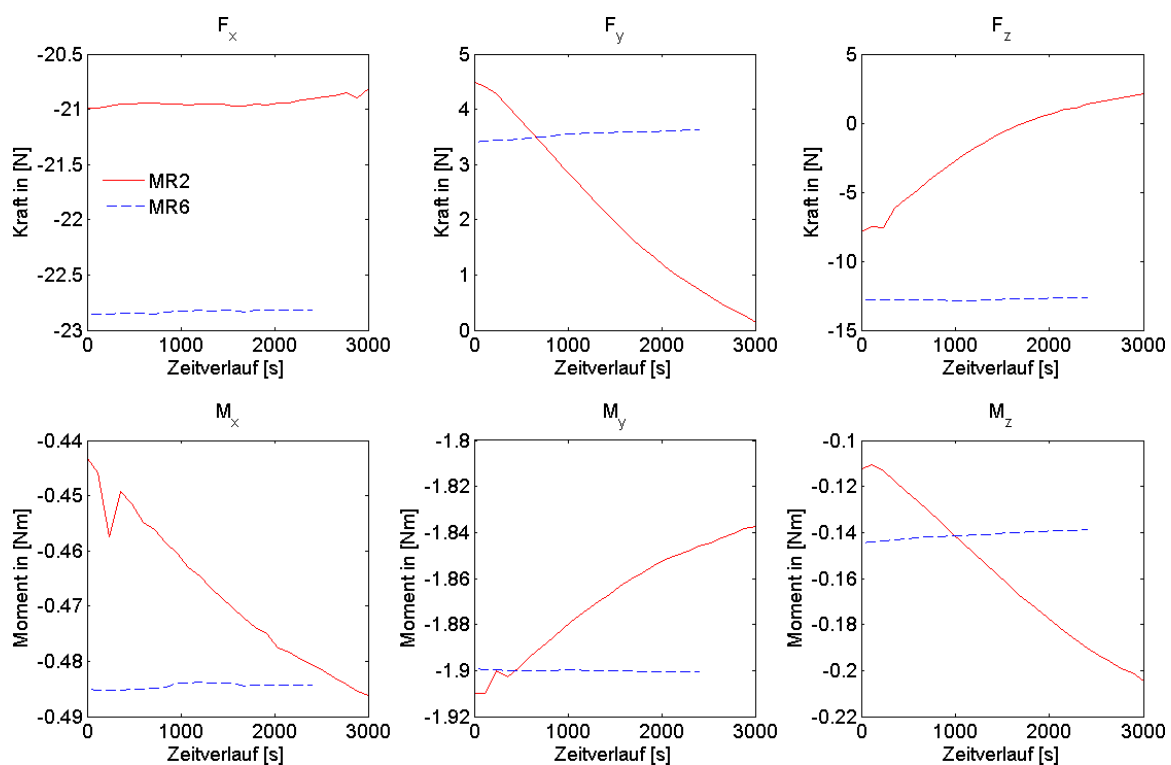 F_x
-20.5
-21
-21.5
-22
-22.5
-23
Kraft in [N]
MR2
MR6
0 1000 2000 3000
Zeitverlauf [s]
F_y
5
4
3
2
1
0
Kraft in [N]
0 1000 2000 3000
Zeitverlauf [s]
F_z
5
0
-5
-10
-15
Kraft in [N]
0 1000 2000 3000
Zeitverlauf [s]
M_x
-0.44
-0.45
-0.46
-0.47
-0.48
-0.49
Moment in [Nm]
0 1000 2000 3000
Zeitverlauf [s]
M_y
-1.8
-1.82
-1.84
-1.86
-1.88
-1.9
-1.92
Moment in [Nm]
0 1000 2000 3000
Zeitverlauf [s]
M_z
-0.1
-0.12
-0.14
-0.16
-0.18
-0.2
-0.22
Moment in [Nm]
0 1000 2000 3000
Zeitverlauf [s]